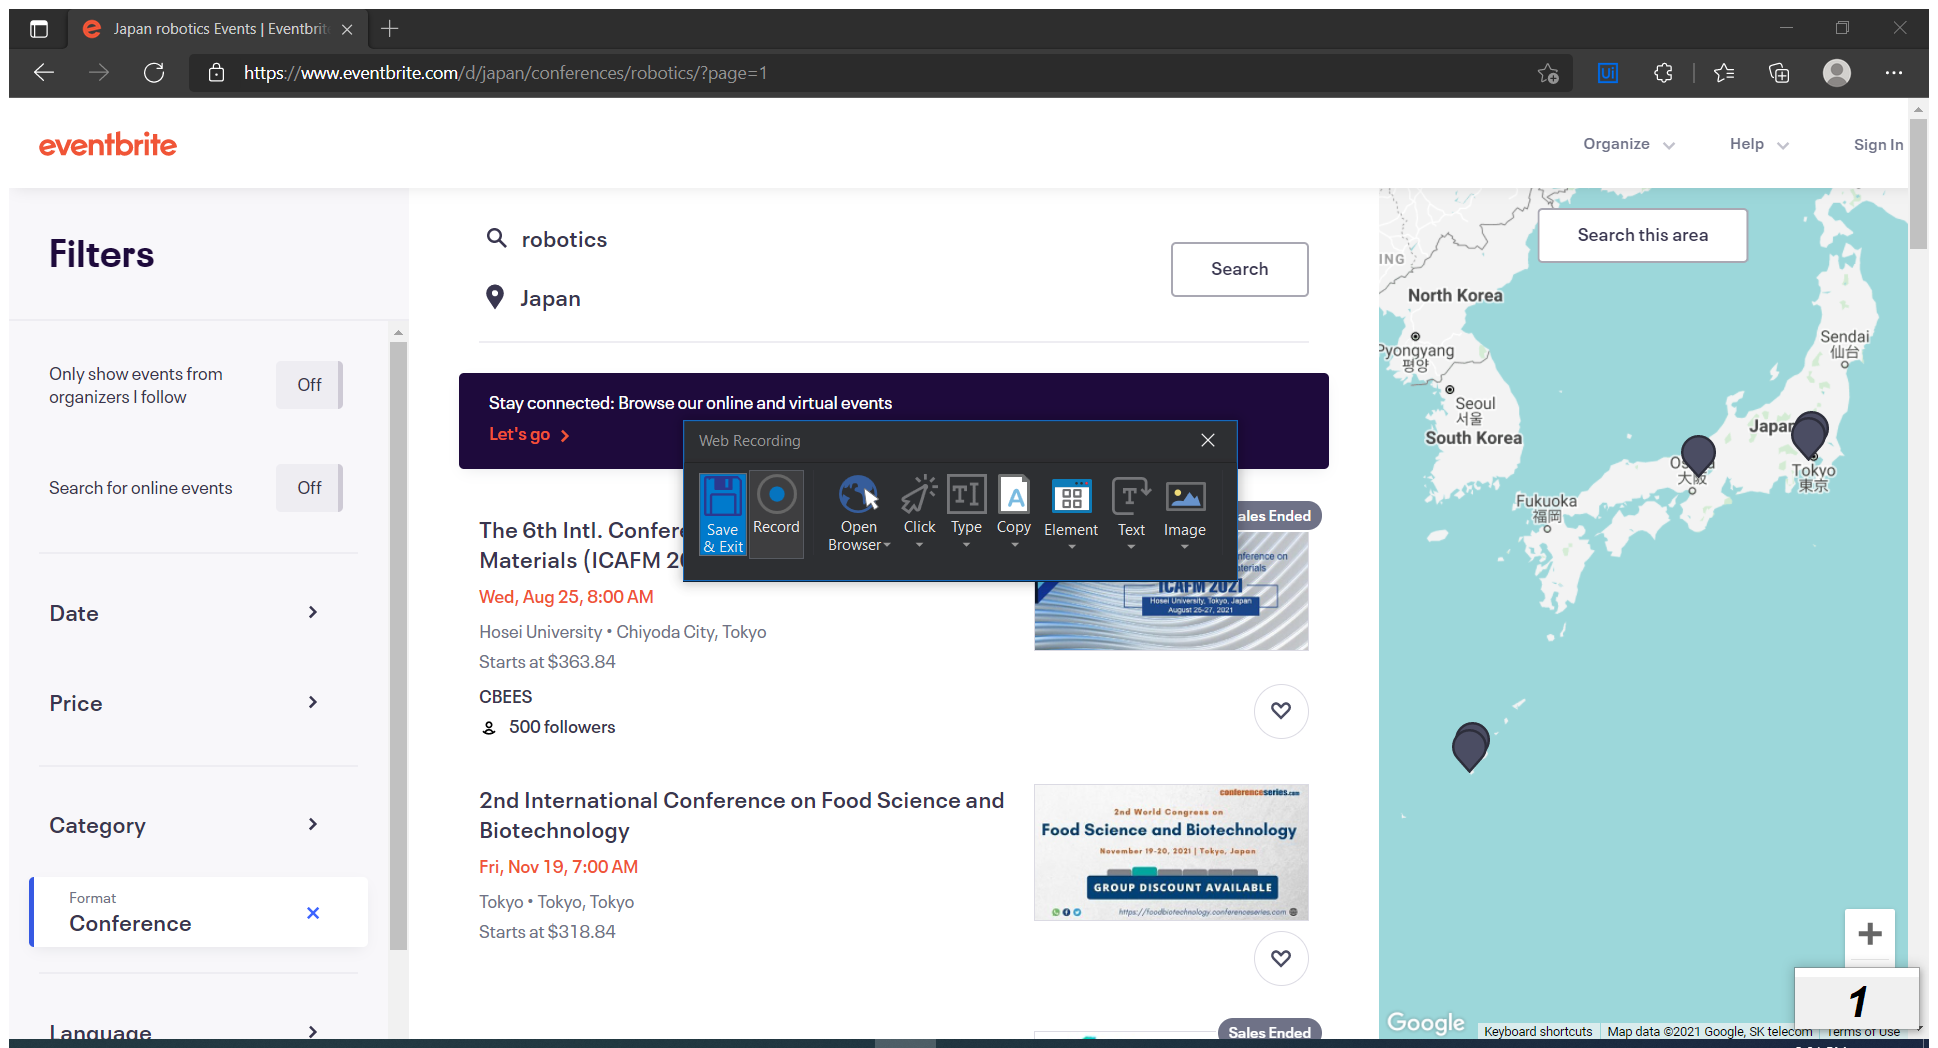 Japan robotics Events | Eventbrit
https://www.eventbrite.com/d/japan/conferences/robotics/?page=1
Ui
eventbrite
Organize
Help
Sign In
Filters
Only show events from
organizers I follow
Off
Search for online events
Off
Date
Price
Category
Format
Conference
Language
robotics
Japan
Search
Stay connected: Browse our online and virtual events
Let's go
Web Recording
Save
& Exit
Record
Open
Browser
Click
Type
Copy
Element
Text
Image
ales Ended
The 6th Intl. Confere
Materials (ICAFM 20
Wed, Aug 25, 8:00 AM
Hosei University • Chiyoda City, Tokyo
Starts at $363.84
CBEES
500 followers
nference on
aterials
ICAFM 2021
Hosei University, Tokyo, Japan
August 25-27, 2021
2nd International Conference on Food Science and
Biotechnology
Fri, Nov 19, 7:00 AM
Tokyo • Tokyo, Tokyo
Starts at $318.84
conferenceseries.com
2nd World Congress on
Food Science and Biotechnology
November 19-20, 2021 | Tokyo, Japan
GROUP DISCOUNT AVAILABLE
https://foodbiotechnology.conferenceseries.com
Sales Ended
Search this area
ING
North Korea
Pyongyang
평양
Seoul
서울
South Korea
Sendai
仙台
Japan
Tokyo
東京
大阪
Fukuoka
福岡
Google
Keyboard shortcuts
Map data ©2021 Google, SK telecom
Terms of Use
1